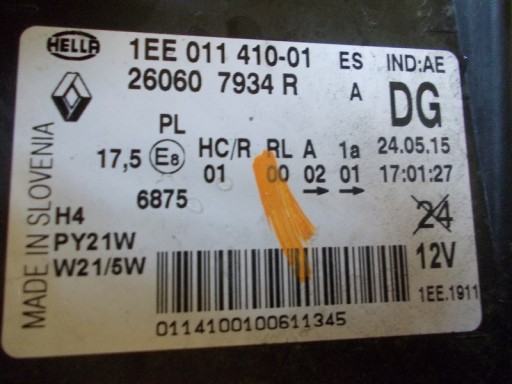 HELLA 1EE 011 410-01 ES IND:AE
26060 7934 R A DG
PL HC/R RL A 1a 24.05.15
17,5 E8 01 00 02 01 17:01:27
6875
MADE IN SLOVENIA
H4 24
PY21W 12V
W21/5W
1EE.1911
0114100100611345